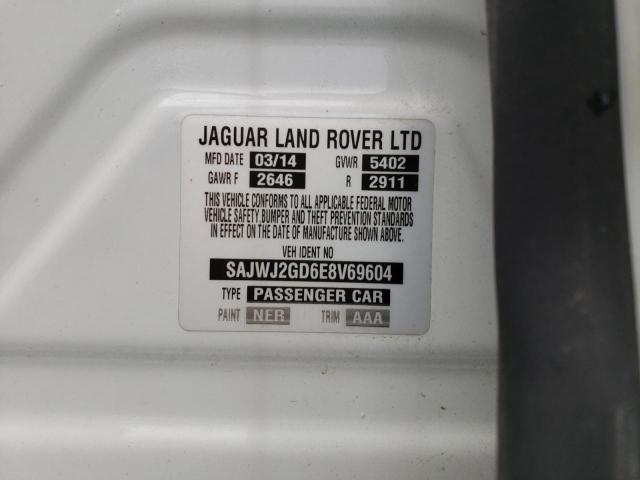 JAGUAR LAND ROVER LTD
MFD DATE 03/14 GVWR 5402
GAWR F 2646 R 2911
THIS VEHICLE CONFORMS TO ALL APPLICABLE FEDERAL MOTOR
VEHICLE SAFETY, BUMPER AND THEFT PREVENTION STANDARDS
IN EFFECT ON THE DATE OF MANUFACTURE SHOWN ABOVE.
VEH IDENT NO
SAJWJ2GD6E8V69604
TYPE PASSENGER CAR
PAINT NER TRIM AAA